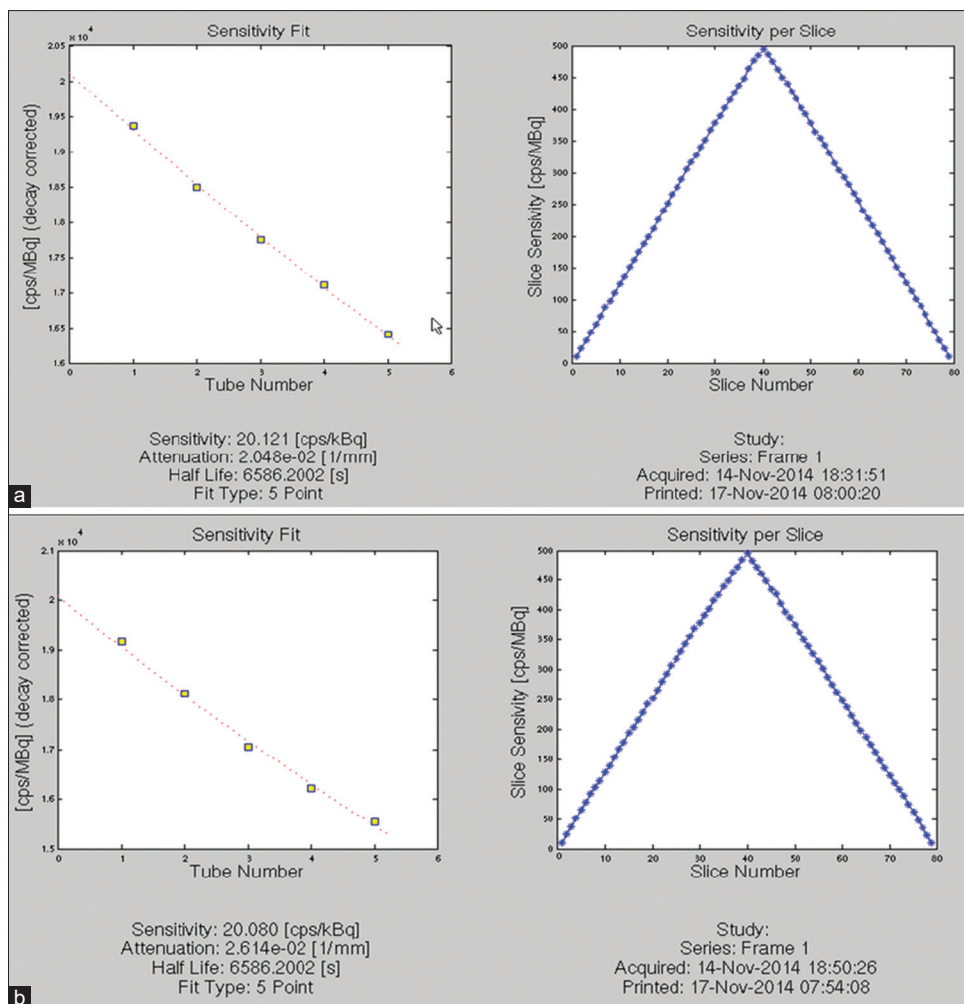 Sensitivity Fit
× 10⁴
2.05
2
1.95
1.9
1.85
1.8
1.75
1.7
1.65
1.6
0 1 2 3 4 5 6
[cps/MBq] (decay corrected)
Tube Number
Sensitivity: 20.121 [cps/kBq]
Attenuation: 2.048e-02 [1/mm]
Half Life: 6586.2002 [s]
Fit Type: 5 Point
Sensitivity per Slice
500
450
400
350
300
250
200
150
100
50
0
0 10 20 30 40 50 60 70 80
Slice Sensivity [cps/MBq]
Slice Number
Study:
Series: Frame 1
Acquired: 14-Nov-2014 18:31:51
Printed: 17-Nov-2014 08:00:20
a
Sensitivity Fit
× 10⁴
2.1
2
1.9
1.8
1.7
1.6
1.5
0 1 2 3 4 5 6
[cps/MBq] (decay corrected)
Tube Number
Sensitivity: 20.080 [cps/kBq]
Attenuation: 2.614e-02 [1/mm]
Half Life: 6586.2002 [s]
Fit Type: 5 Point
Sensitivity per Slice
500
450
400
350
300
250
200
150
100
50
0
0 10 20 30 40 50 60 70 80
Slice Sensivity [cps/MBq]
Slice Number
Study:
Series: Frame 1
Acquired: 14-Nov-2014 18:50:26
Printed: 17-Nov-2014 07:54:08
b